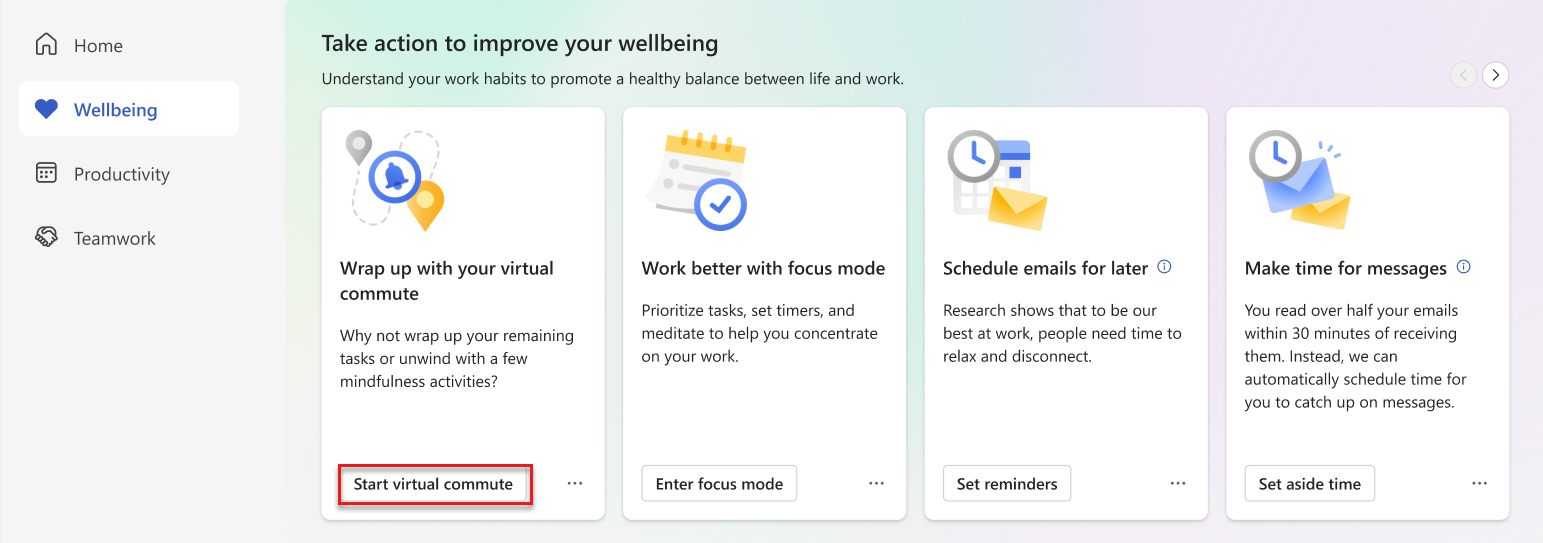 Home
Wellbeing
Productivity
Teamwork
Take action to improve your wellbeing
Understand your work habits to promote a healthy balance between life and work.
Wrap up with your virtual
commute
Why not wrap up your remaining
tasks or unwind with a few
mindfulness activities?
Start virtual commute
Work better with focus mode
Prioritize tasks, set timers, and
meditate to help you concentrate
on your work.
Enter focus mode
Schedule emails for later
Research shows that to be our
best at work, people need time to
relax and disconnect.
Set reminders
Make time for messages
You read over half your emails
within 30 minutes of receiving
them. Instead, we can
automatically schedule time for
you to catch up on messages.
Set aside time